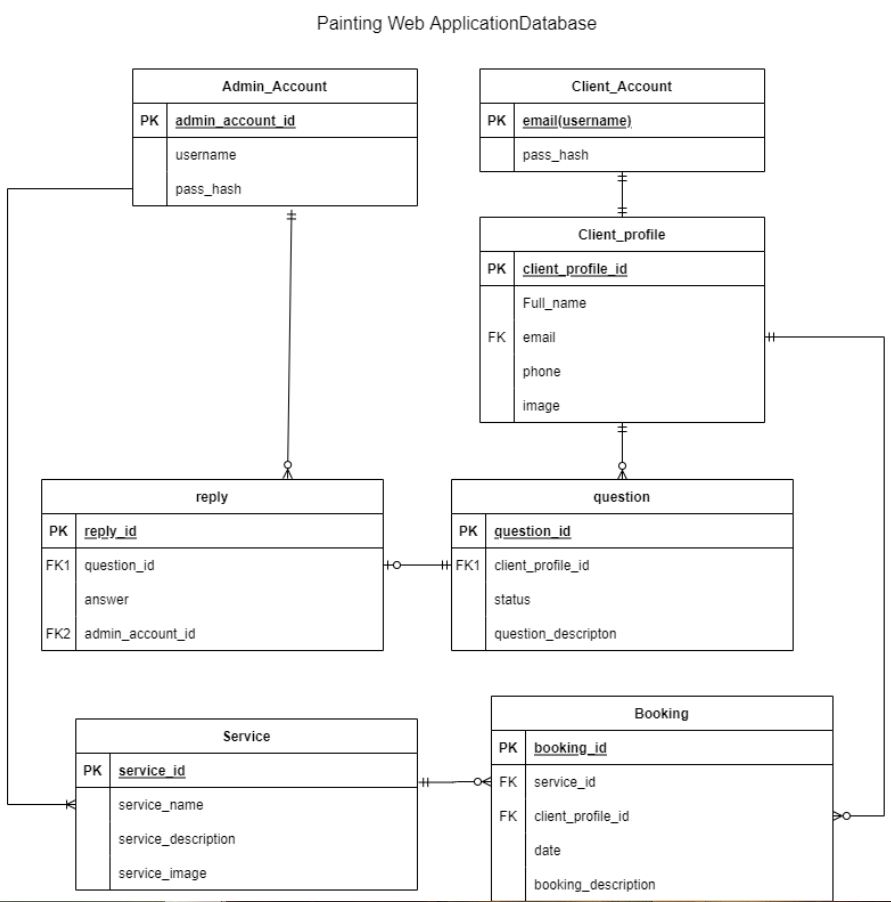 Painting Web ApplicationDatabase
Admin_Account
PK admin_account_id
username
pass_hash
Client_Account
PK email(username)
pass_hash
Client_profile
PK client_profile_id
Full_name
FK email
phone
image
reply
PK reply_id
FK1 question_id
answer
FK2 admin_account_id
question
PK question_id
FK1 client_profile_id
status
question_descripton
Service
PK service_id
service_name
service_description
service_image
Booking
PK booking_id
FK service_id
FK client_profile_id
date
booking_description